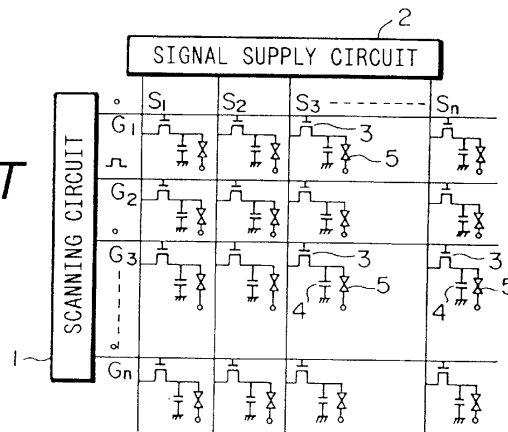 2
SIGNAL SUPPLY CIRCUIT
S1 S2 S3 Sn
SCANNING CIRCUIT
G1 3
5
T
G2
G3 3 3
4 5 4 5
1
Gn